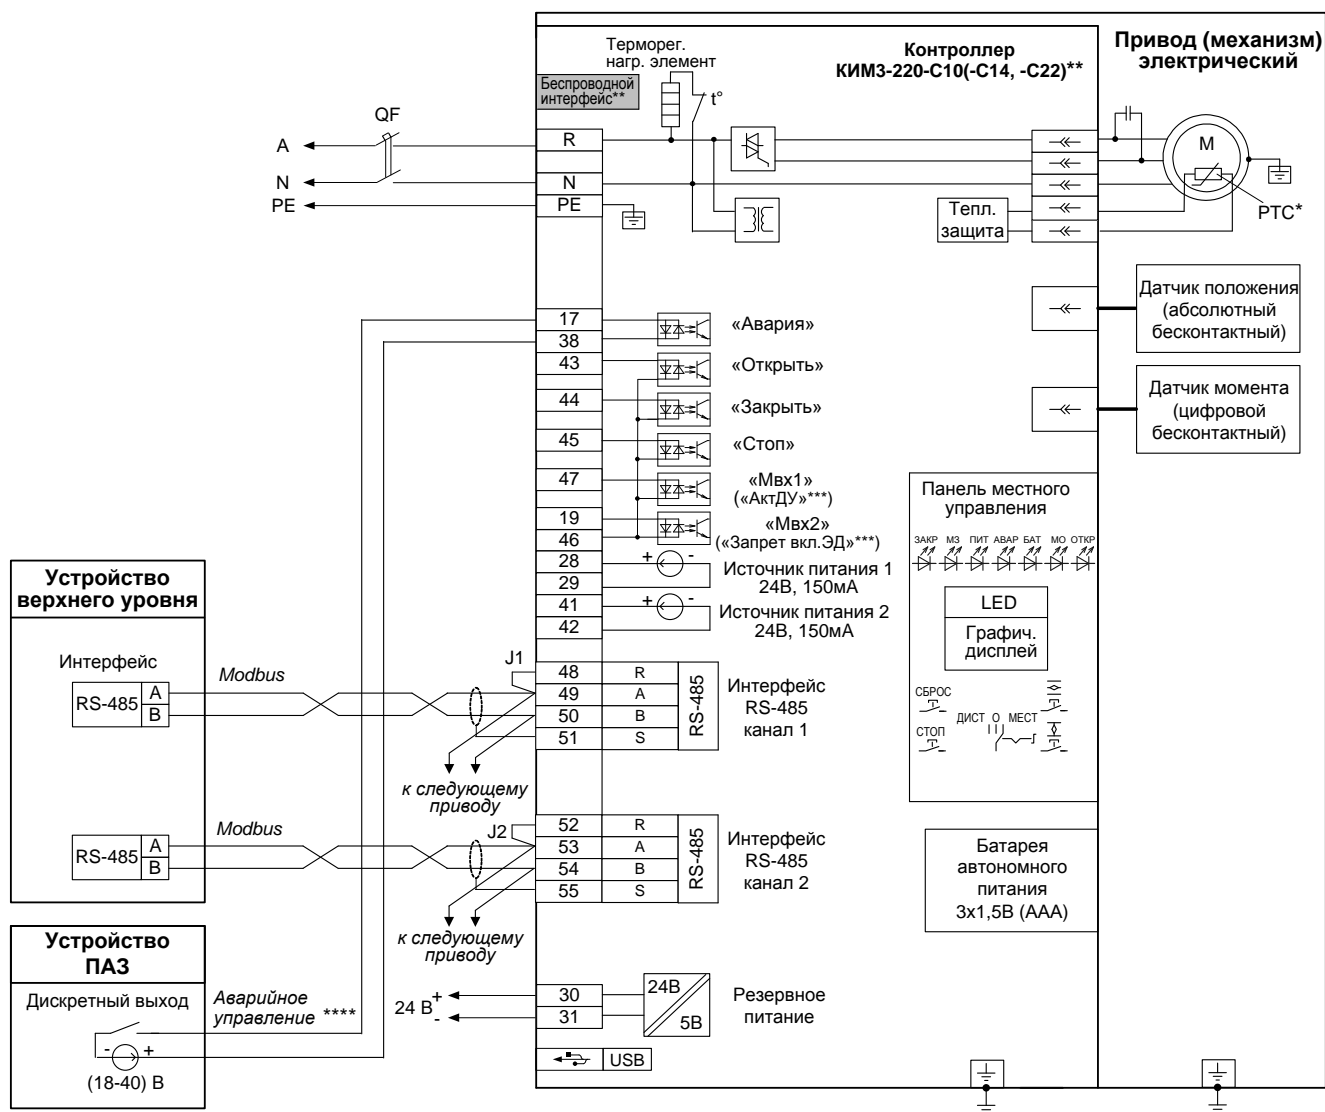 Терморег.
нагр. элемент
Контроллер
КИМ3-220-С10(-С14, -С22)**
Привод (механизм)
электрический
Беспроводной
интерфейс**
t°
QF
A
R
M
N
N
PE
PE
Тепл.
защита
PTC*
Датчик положения
(абсолютный
бесконтактный)
17
«Авария»
38
43
«Открыть»
44
«Закрыть»
45
«Стоп»
Датчик момента
(цифровой
бесконтактный)
47
«Мвх1»
(«АктДУ»***)
19
«Мвх2»
46
(«Запрет вкл.ЭД»***)
28
+ -
Источник питания 1
29
24В, 150мА
41
+ -
Источник питания 2
42
24В, 150мА
Панель местного
управления
ЗАКР МЗ ПИТ АВАР БАТ МО ОТКР
LED
Графич.
дисплей
СБРОС
ДИСТ О МЕСТ
СТОП
Устройство
верхнего уровня
Интерфейс
RS-485
A
B
Modbus
J1
48 R
49 A
50 B
51 S
RS-485
Интерфейс
RS-485
канал 1
к следующему
приводу
RS-485
A
B
Modbus
J2
52 R
53 A
54 B
55 S
RS-485
Интерфейс
RS-485
канал 2
к следующему
приводу
Батарея
автономного
питания
3х1,5В (ААА)
Устройство
ПАЗ
Дискретный выход
Аварийное
управление ****
- +
(18-40) В
24 В
+
-
30
31
24В
5В
Резервное
питание
USB